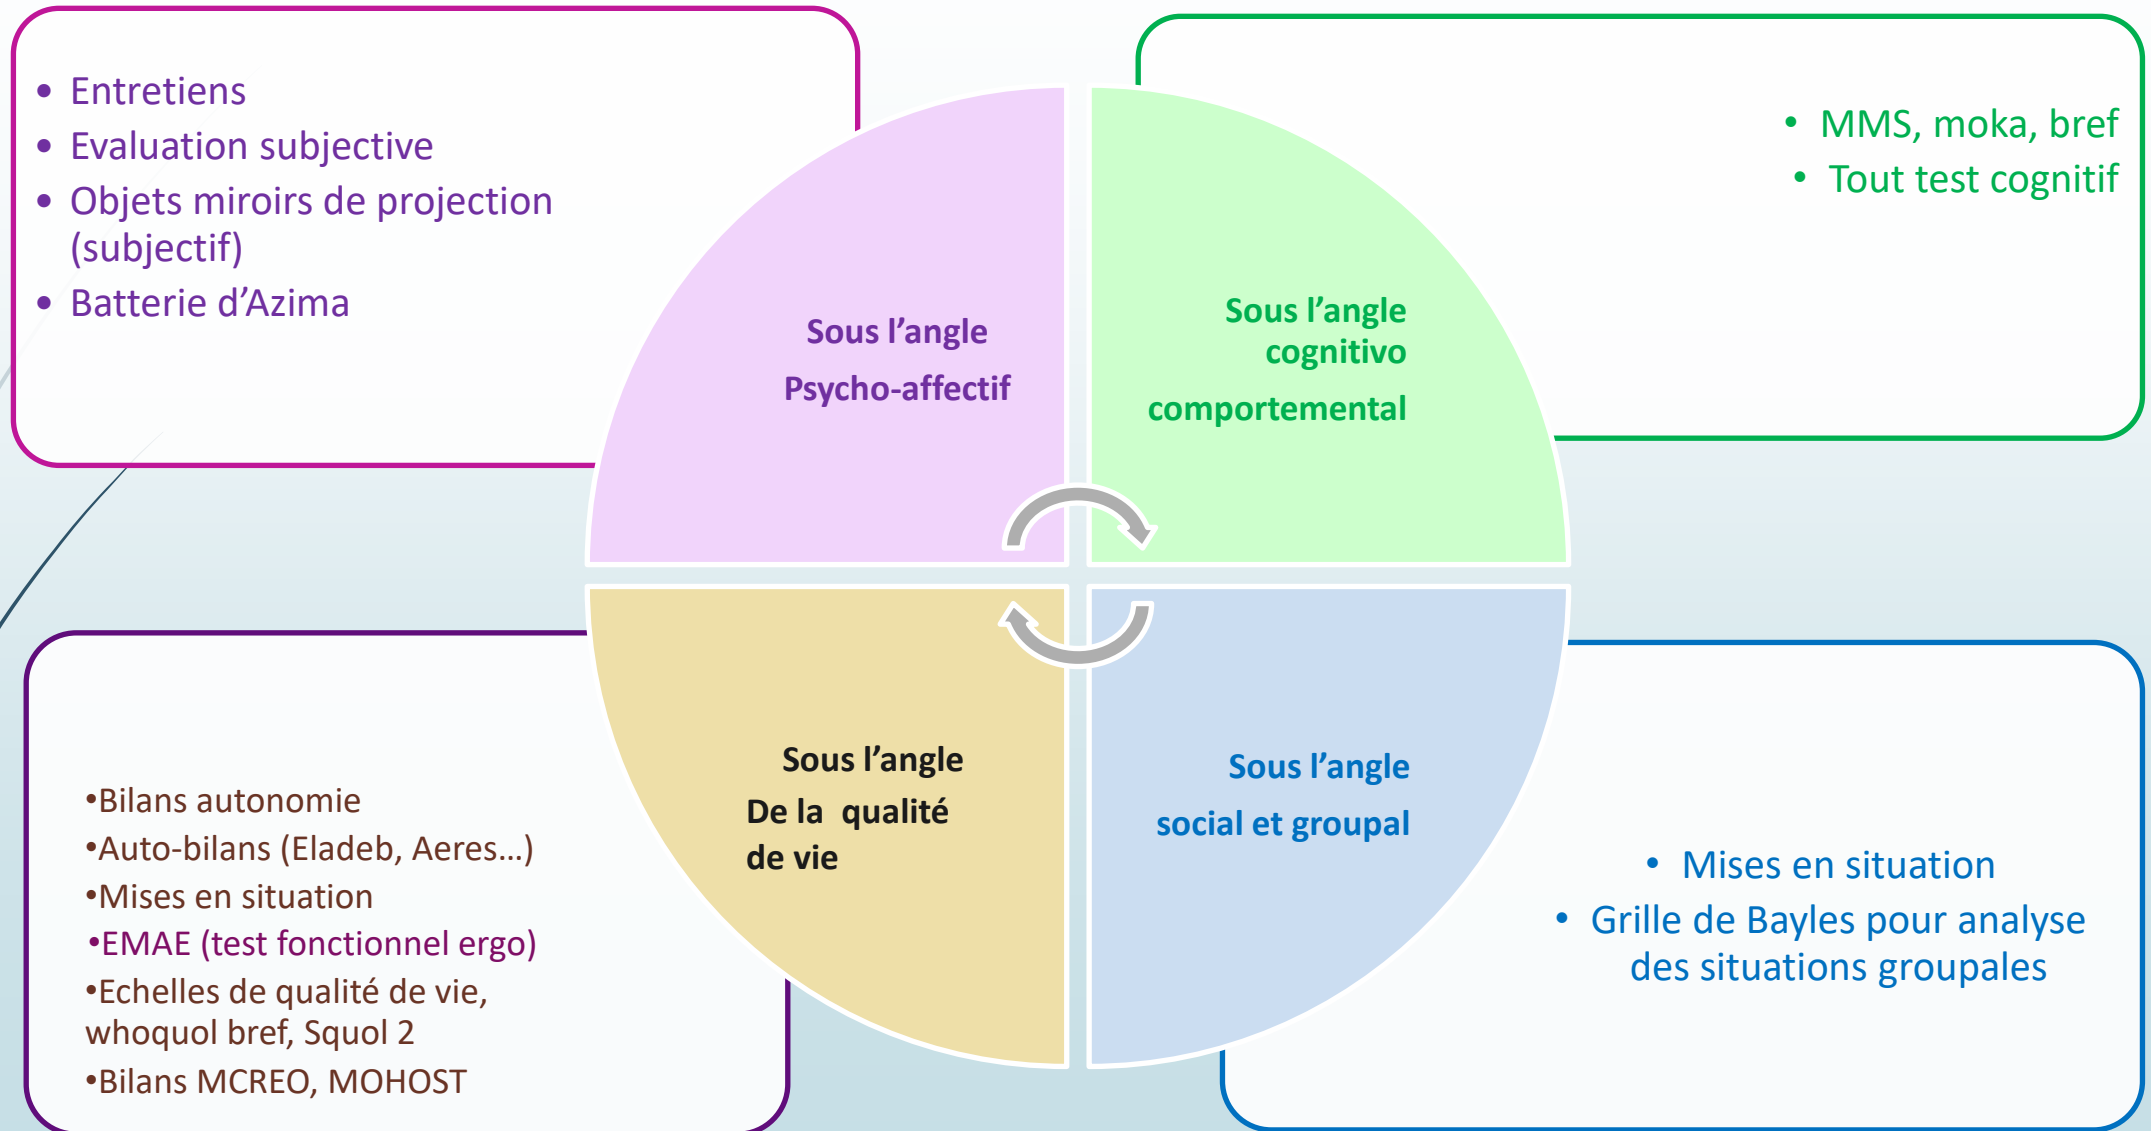 • Entretiens
• Evaluation subjective
• Objets miroirs de projection
(subjectif)
• Batterie d’Azima
Sous l’angle
Psycho-affectif
• MMS, moka, bref
• Tout test cognitif
Sous l’angle
cognitivo
comportemental
•Bilans autonomie
•Auto-bilans (Eladeb, Aeres…)
•Mises en situation
•EMAE (test fonctionnel ergo)
•Echelles de qualité de vie,
whoquol bref, Squol 2
•Bilans MCREO, MOHOST
Sous l’angle
De la qualité
de vie
Sous l’angle
social et groupal
• Mises en situation
• Grille de Bayles pour analyse
des situations groupales